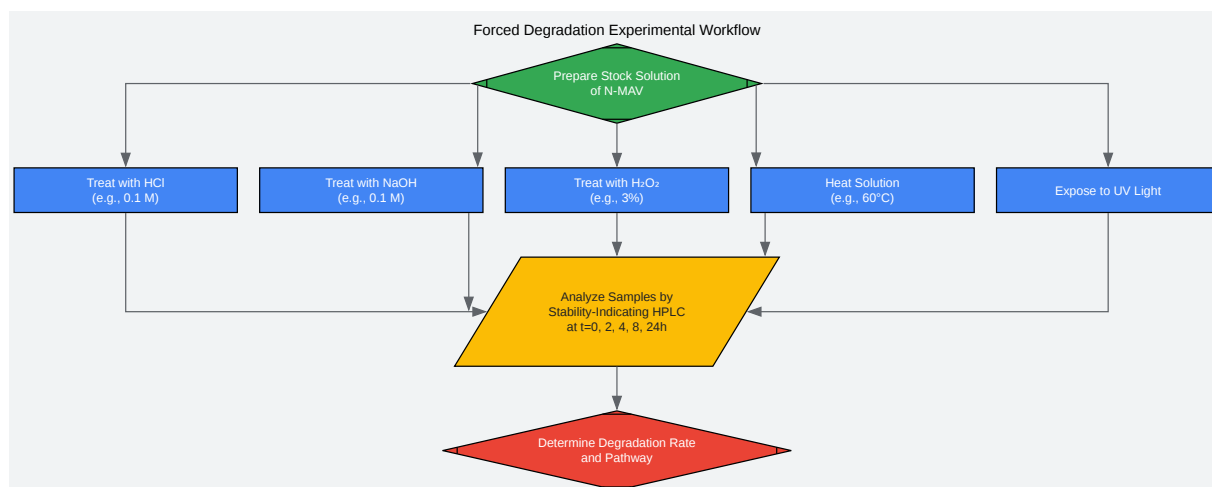 Forced Degradation Experimental Workflow
Prepare Stock Solution
of N-MAV
Treat with HCl
(e.g., 0.1 M)
Treat with NaOH
(e.g., 0.1 M)
Treat with H₂O₂
(e.g., 3%)
Heat Solution
(e.g., 60°C)
Expose to UV Light
Analyze Samples by
Stability-Indicating HPLC
at t=0, 2, 4, 8, 24h
Determine Degradation Rate
and Pathway